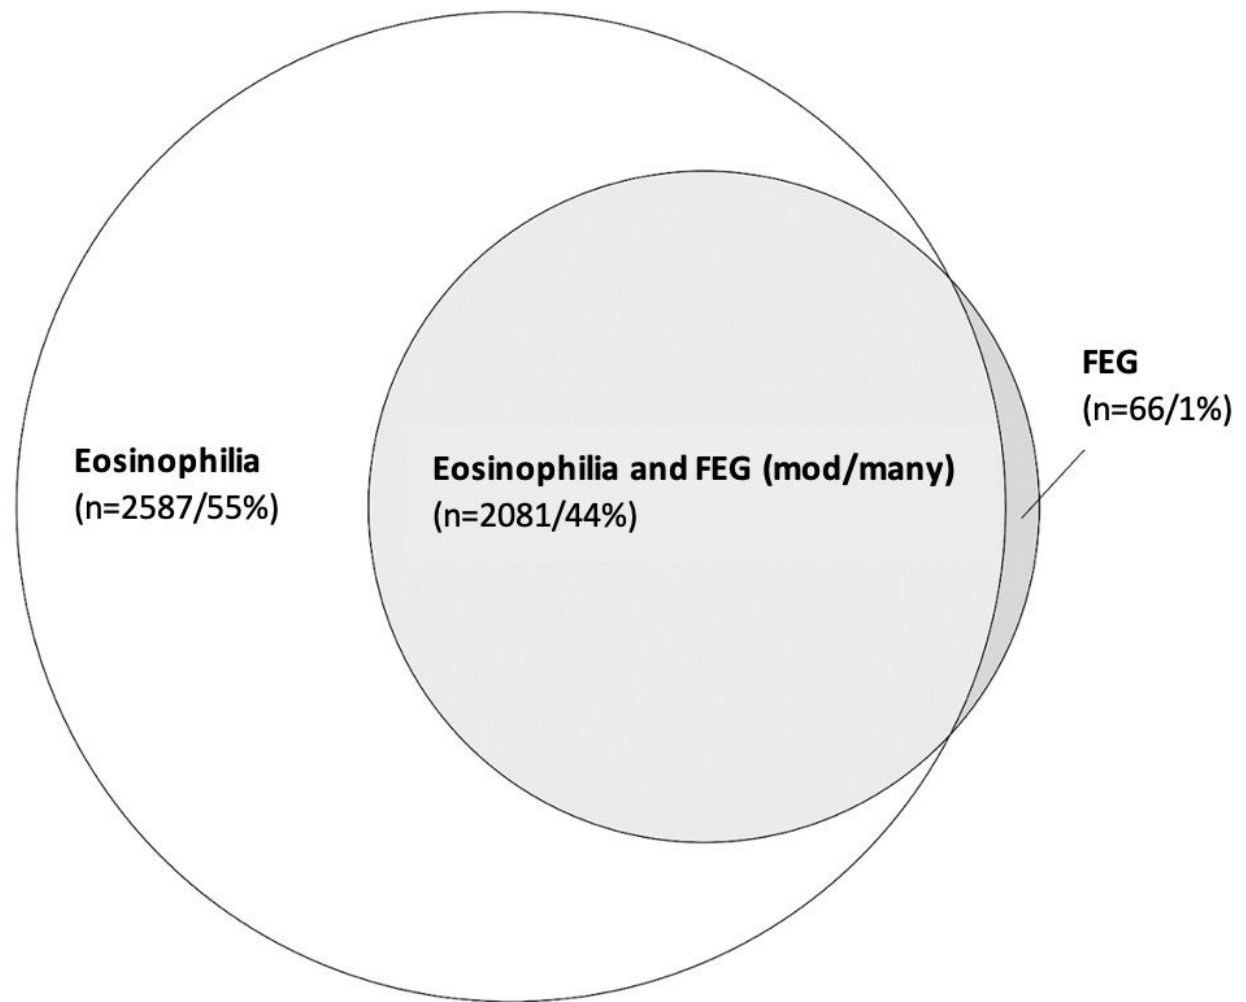 FEG
(n=66/1%)
Eosinophilia
(n=2587/55%)
Eosinophilia and FEG (mod/many)
(n=2081/44%)